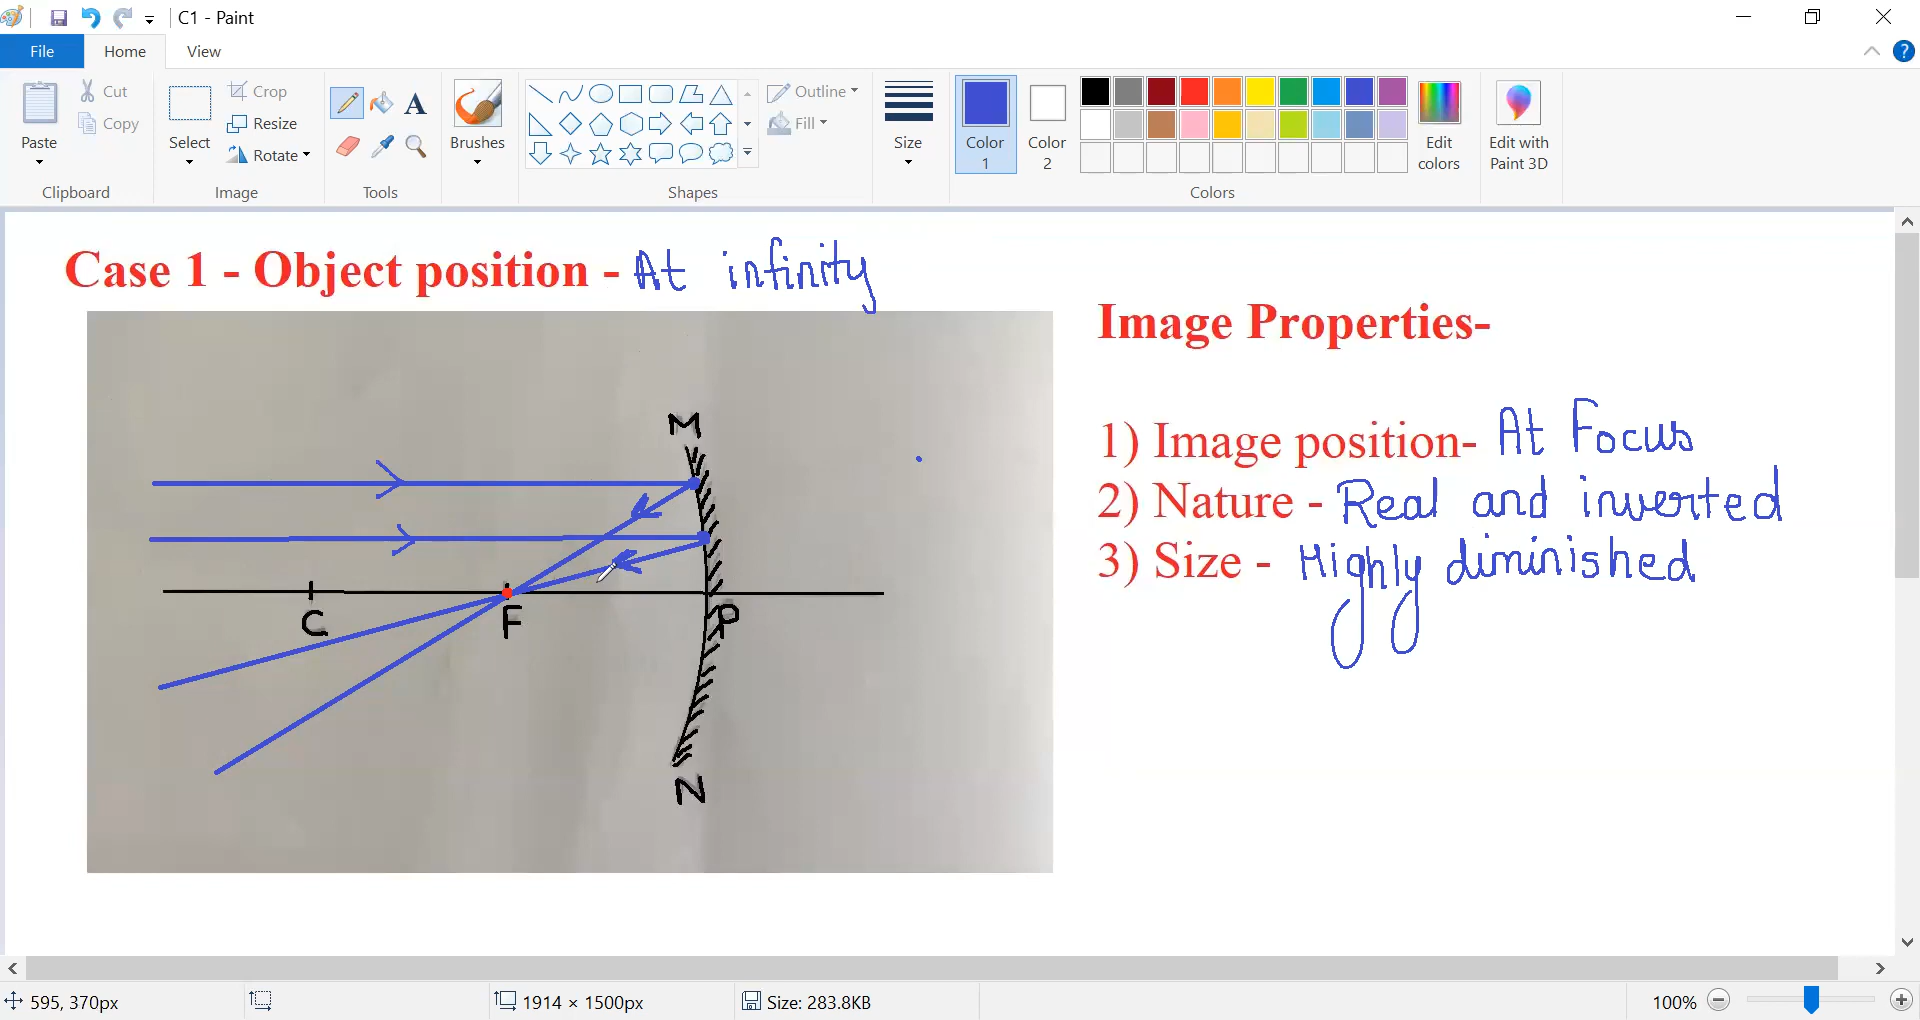 C1 - Paint
File Home View
Paste
Cut
Copy
Clipboard
Select
Crop
Resize
Rotate
Image
A
Tools
Brushes
Shapes
Outline
Fill
Size
Color 1
Color 2
Colors
Edit colors
Edit with Paint 3D
?
Case 1 - Object position - At infinity
Image Properties-
1) Image position- At Focus
2) Nature - Real and inverted
3) Size - Highly diminished
M
C
F
P
N
595, 370px
1914 × 1500px
Size: 283.8KB
100%